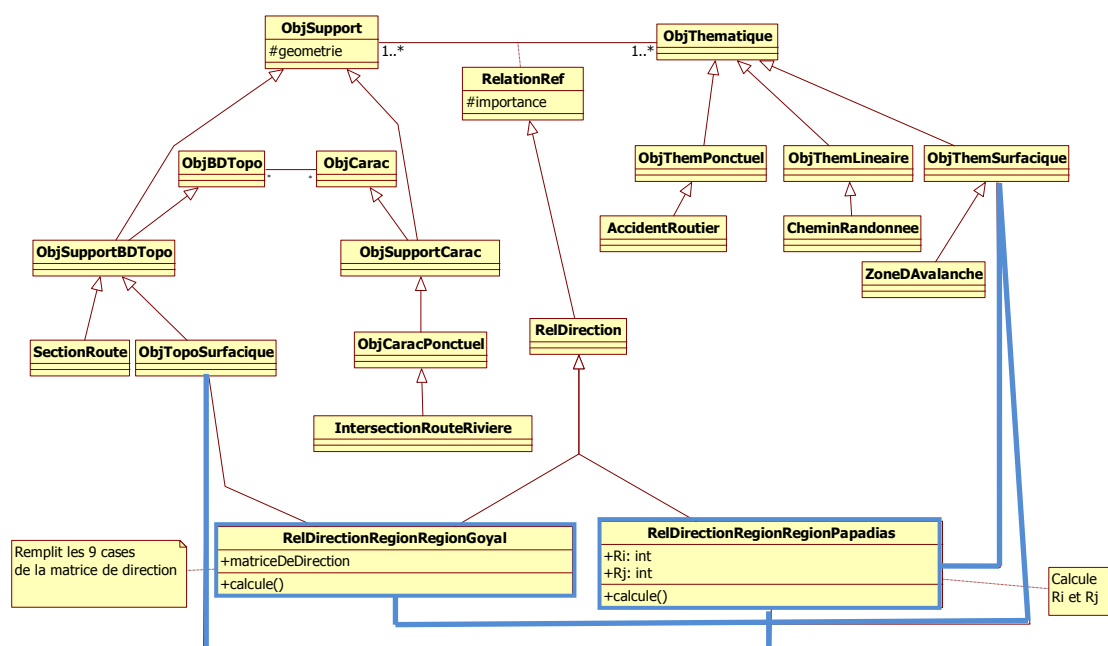 ObjSupport
#geometrie
1..*
1..*
ObjThematique
RelationRef
#importance
ObjBDTopo
*
*
ObjCarac
ObjThemPonctuel
ObjThemLineaire
ObjThemSurfacique
AccidentRoutier
CheminRandonnee
ZoneDAvalanche
ObjSupportBDTopo
ObjSupportCarac
SectionRoute
ObjTopoSurfacique
ObjCaracPonctuel
RelDirection
IntersectionRouteRiviere
Remplit les 9 cases
de la matrice de direction
RelDirectionRegionRegionGoyal
+matriceDeDirection
+calcule()
RelDirectionRegionRegionPapadias
+Ri: int
+Rj: int
+calcule()
Calcule
Ri et Rj